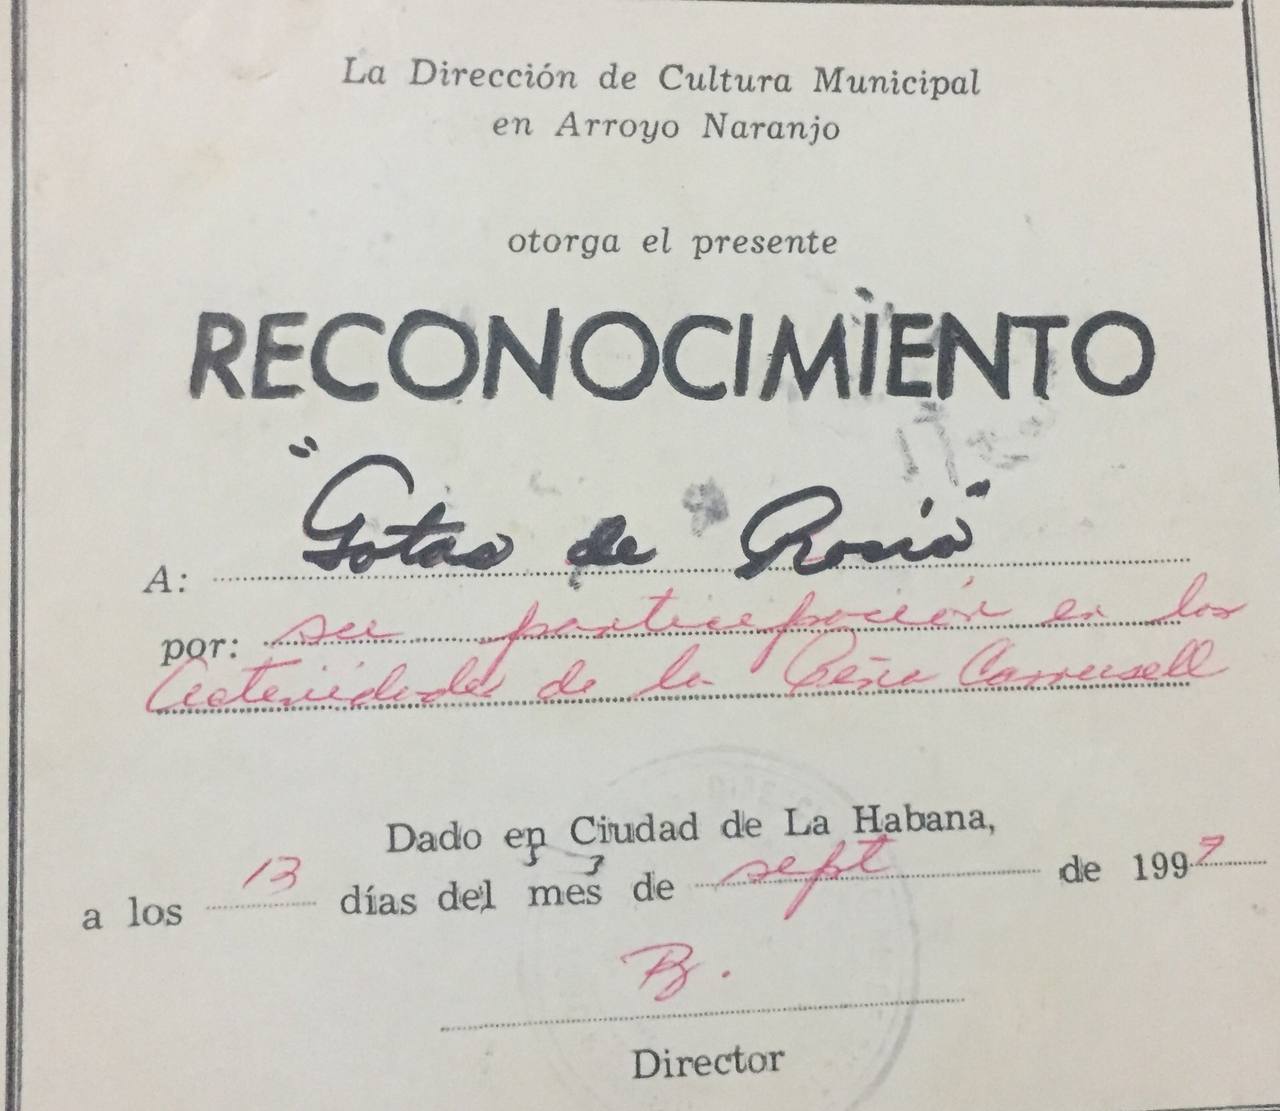 La Dirección de Cultura Municipal
en Arroyo Naranjo
otorga el presente
RECONOCIMIENTO
A: "Gotas de Rosío"
por: su participación en las
Actividades de la Peña Carrusell
Dado en Ciudad de La Habana,
a los 13 días del mes de sept de 1997
Director